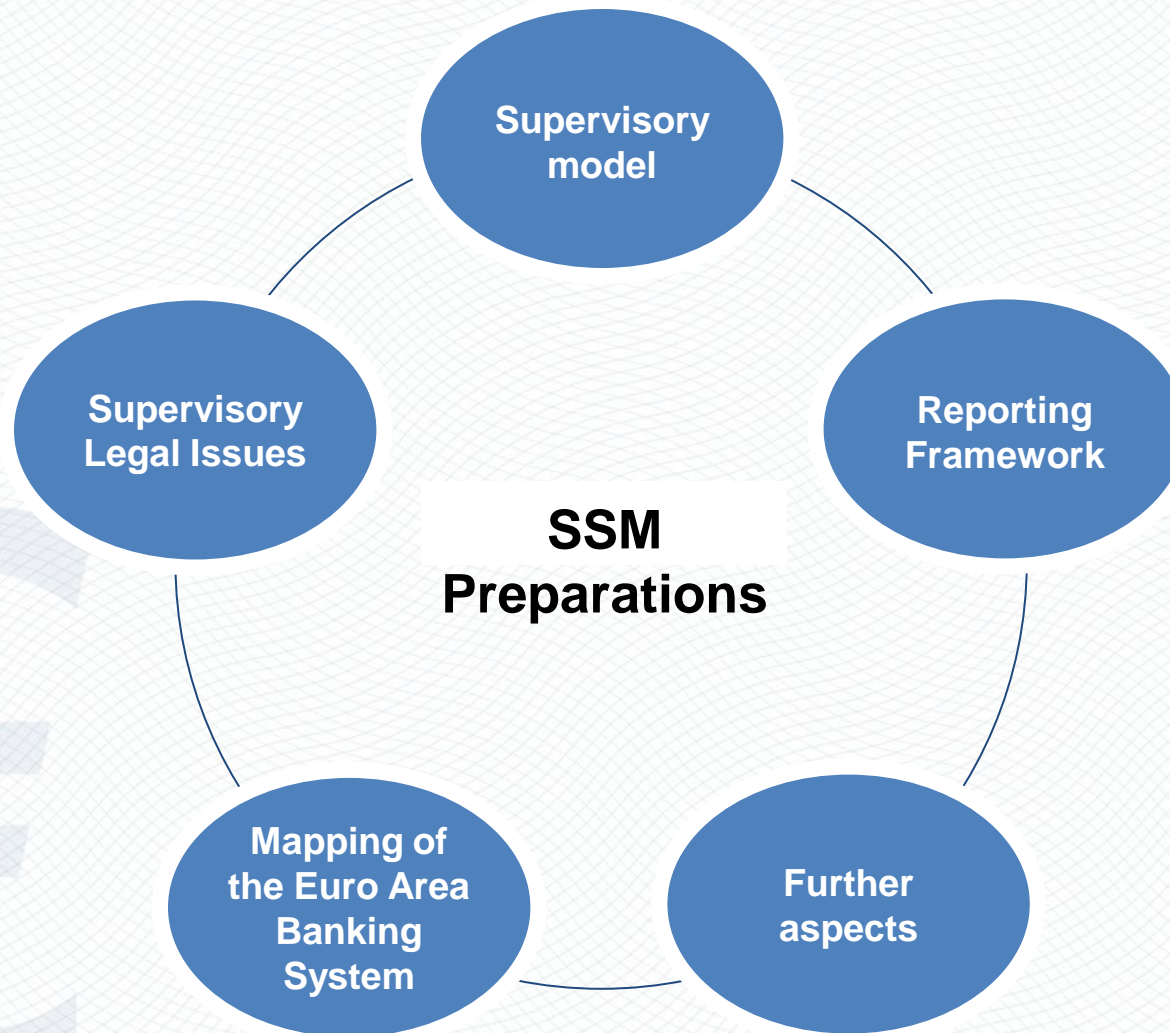 Supervisory
model
Supervisory
Legal Issues
Reporting
Framework
SSM
Preparations
Mapping of
the Euro Area
Banking
System
Further
aspects